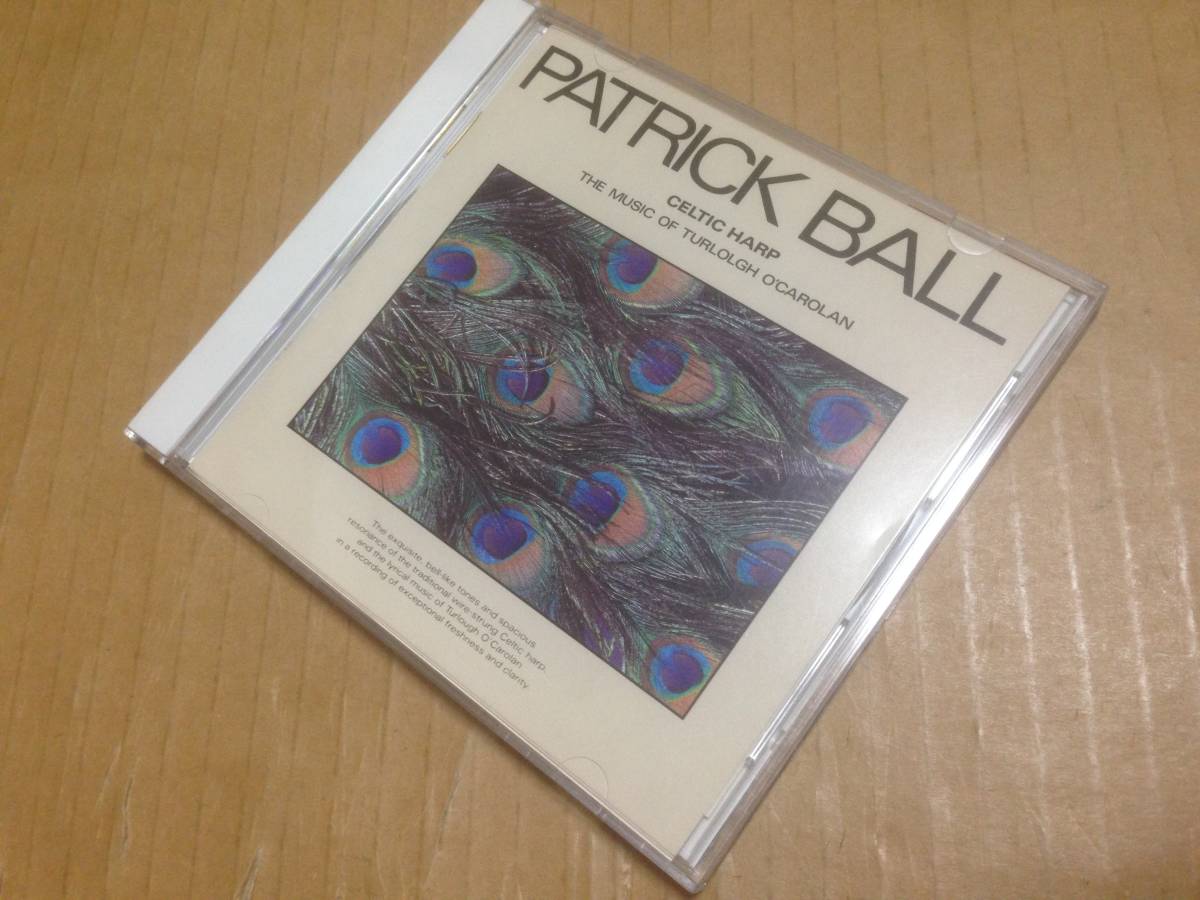 PATRICK BALL
CELTIC HARP
THE MUSIC OF TURLOLGH O'CAROLAN
The exquisite, bell-like tones and spacious
resonance of the traditional wire-strung Celtic harp
and the lyrical music of Turlough O'Carolan
in a recording of exceptional freshness and clarity